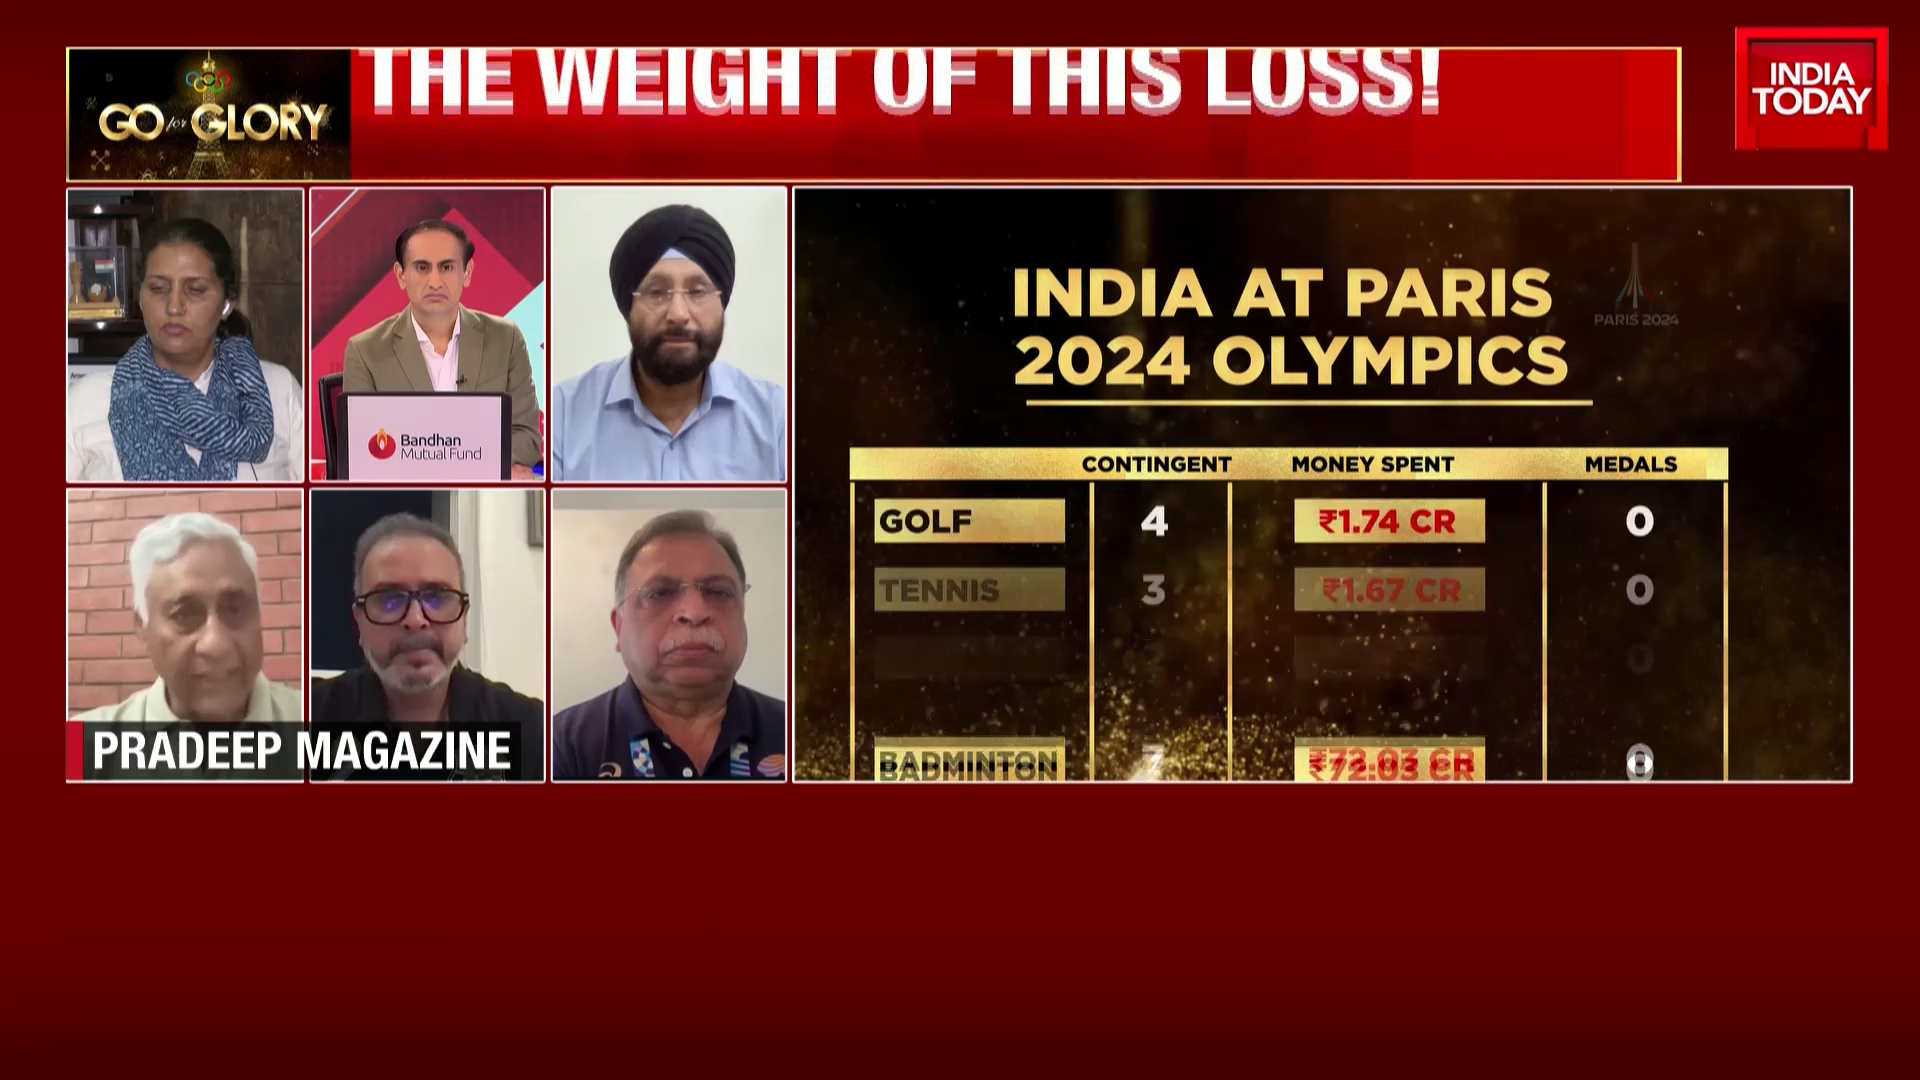 THE WEIGHT OF THIS LOSS!
GO for GLORY
INDIA
TODAY
Bandhan
Mutual Fund
PRADEEP MAGAZINE
INDIA AT PARIS
2024 OLYMPICS
PARIS 2024
CONTINGENT MONEY SPENT MEDALS
GOLF 4 ₹1.74 CR 0
TENNIS 3 ₹1.67 CR 0
0
BADMINTON 7 ₹72.03 CR 0